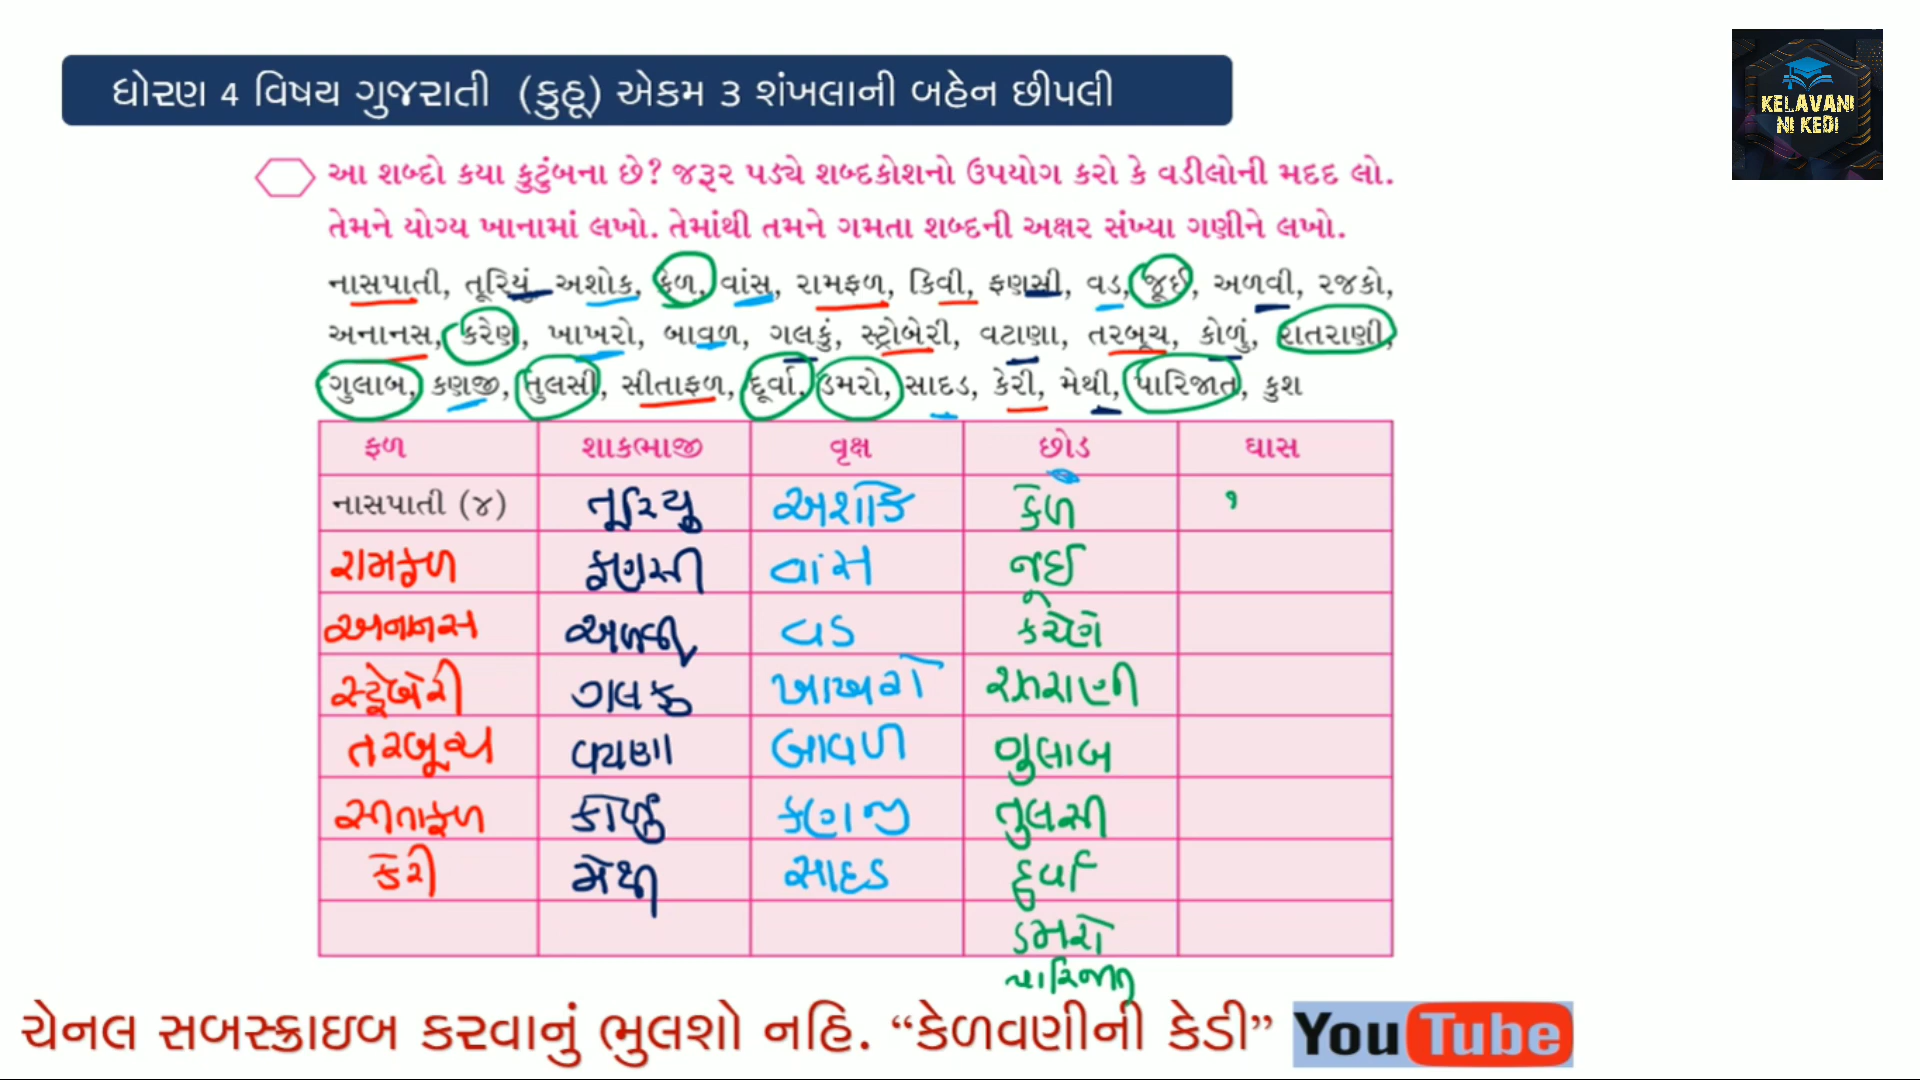 ધોરણ 4 વિષય ગુજરાતી (કુહૂ) એકમ 3 શંખલાની બહેન છીપલી
KELAVANI
NI KEDI
આ શબ્દો કયા કુટુંબના છે? જરૂર પડ્યે શબ્દકોશનો ઉપયોગ કરો કે વડીલોની મદદ લો.
તેમને યોગ્ય ખાનામાં લખો. તેમાંથી તમને ગમતા શબ્દની અક્ષર સંખ્યા ગણીને લખો.
નાસપાતી, તૂરિયું, અશોક, કેળ, વાંસ, રામફળ, કિવી, ફણસી, વડ, જૂઈ, અળવી, રજકો,
અનાનસ, કરેણ, ખાખરો, બાવળ, ગલકું, સ્ટ્રોબેરી, વટાણા, તરબૂચ, કોળું, રાતરાણી,
ગુલાબ, કણજી, તુલસી, સીતાફળ, દૂર્વા, ડમરો, સાદડ, કેરી, મેથી, પારિજાત, કુશ
ફળ શાકભાજી વૃક્ષ છોડ ઘાસ
નાસપાતી (૪) તૂરિયુ અશોક કેળ
રામફળ ફણસી વાંસ જૂઈ
અનાનસ અળવી વડ કરેણ
સ્ટ્રેબેરી ગલકુ ખાખરો
તરબૂચ વટાણા બાવળ ગુલાબ
સીતાફળ કોળું કણજી તુલસી
કેરી મેથી સાદડ દુર્વા
ડમરો
પારિજાત
ચેનલ સબસ્ક્રાઇબ કરવાનું ભુલશો નહિ. “કેળવણીની કેડી” YouTube